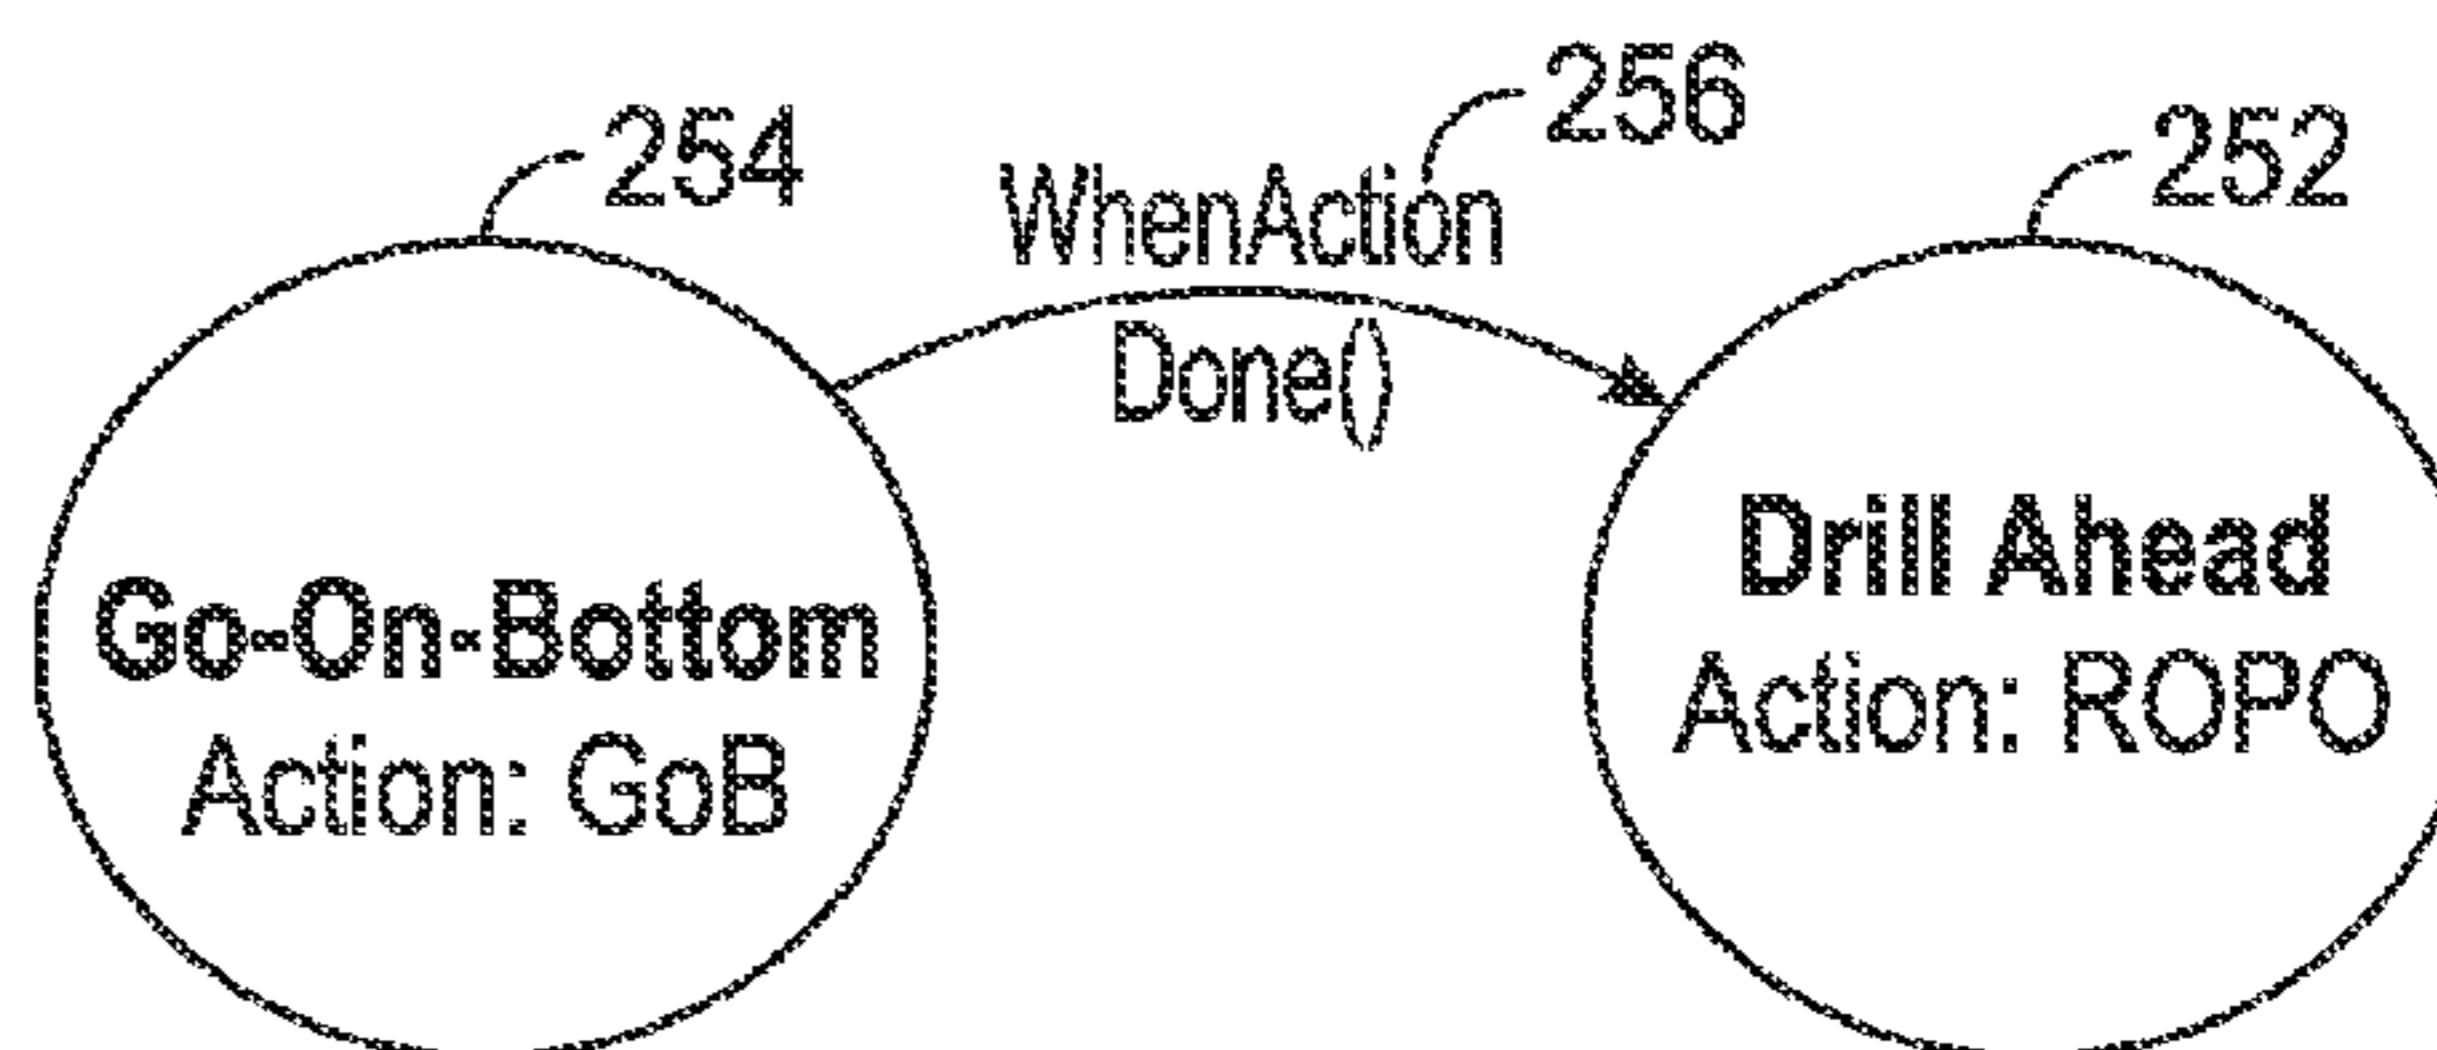 254
Go-On-Bottom
Action: GoB
256
WhenAction
Done()
252
Drill Ahead
Action: ROPO